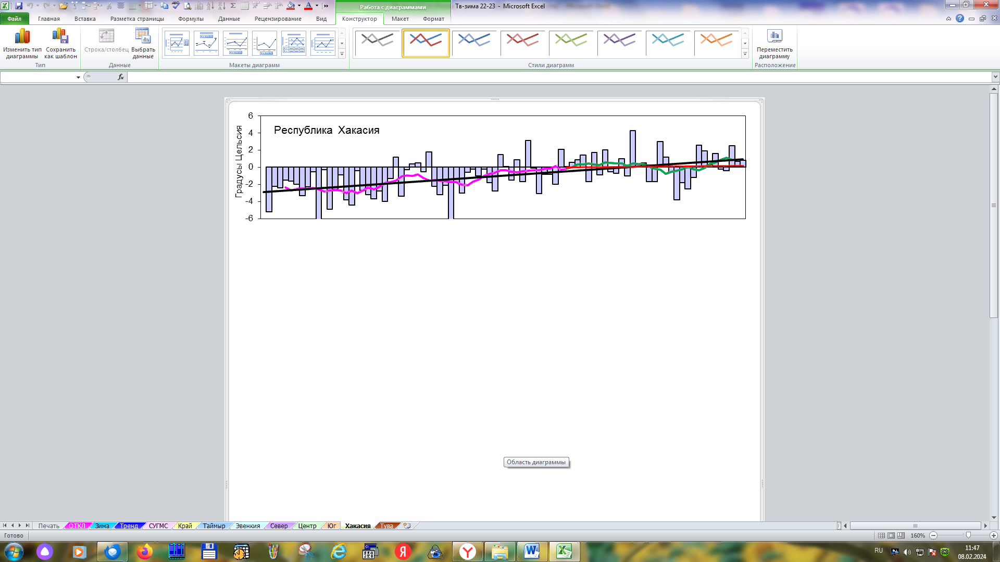 Работа с диаграммами
Тв-зима 22-23 - Microsoft Excel
Файл Главная Вставка Разметка страницы Формулы Данные Рецензирование Вид Конструктор Макет Формат
Изменить тип диаграммы
Сохранить как шаблон
Строка/столбец
Выбрать данные
Переместить диаграмму
Тип Данные Макеты диаграмм Стили диаграмм Расположение
fx
Республика Хакасия
Градусы Цельсия
6
4
2
0
-2
-4
-6
Область диаграммы
Печать ОТКЛ Зима Тренд СУГМС Край Таймыр Эвенкия Север Центр Юг Хакасия Тува
Готово 160%
RU 11:47
08.02.2024